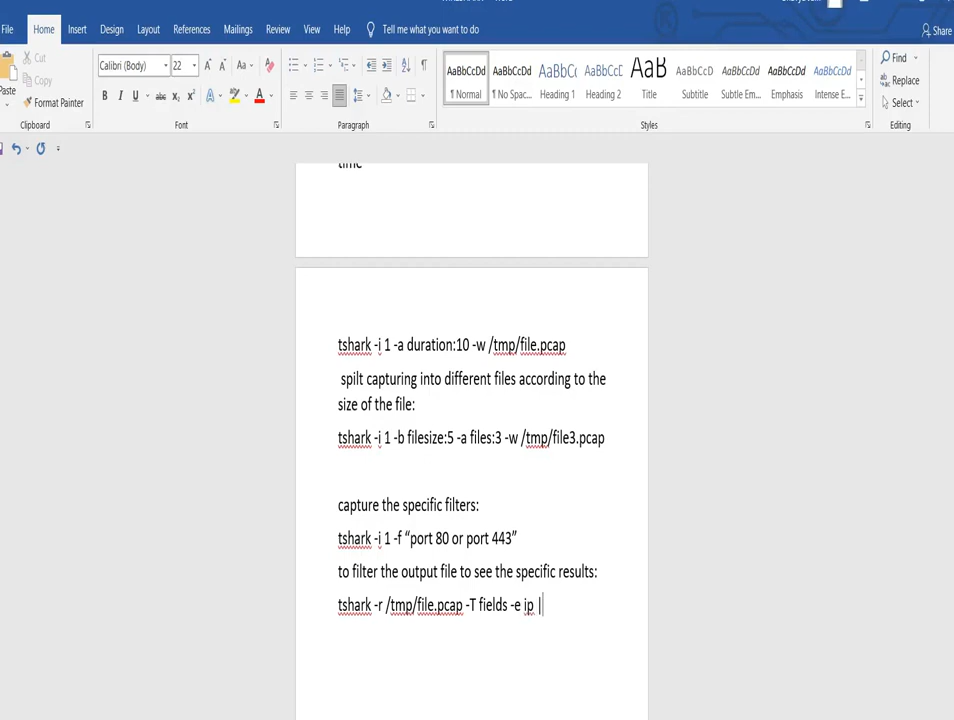 File Home Insert Design Layout References Mailings Review View Help Tell me what you want to do Share
Cut
Copy
Paste
Format Painter
Clipboard
Calibri (Body) 22
Font
Paragraph
AaBbCcDd AaBbCcDd AaBbCc AaBbCcD AaB AaBbCcD AaBbCcDd AaBbCcDd AaBbCcDd
¶ Normal ¶ No Spac... Heading 1 Heading 2 Title Subtitle Subtle Em... Emphasis Intense E...
Styles
Find
Replace
Select
Editing
time
tshark -i 1 -a duration:10 -w /tmp/file.pcap
spilt capturing into different files according to the
size of the file:
tshark -i 1 -b filesize:5 -a files:3 -w /tmp/file3.pcap
capture the specific filters:
tshark -i 1 -f “port 80 or port 443”
to filter the output file to see the specific results:
tshark -r /tmp/file.pcap -T fields -e ip |